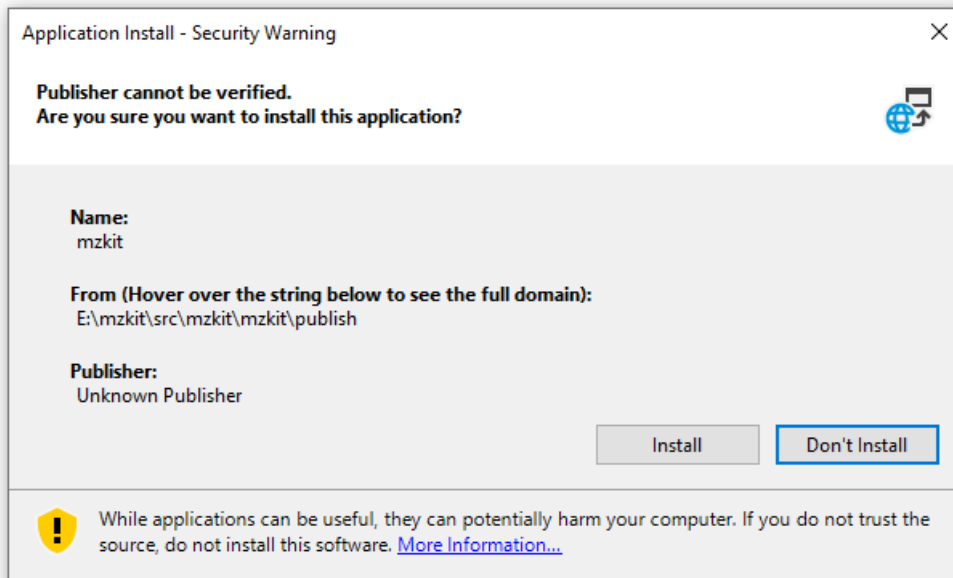 Application Install - Security Warning
Publisher cannot be verified.
Are you sure you want to install this application?
Name:
mzkit
From (Hover over the string below to see the full domain):
E:\mzkit\src\mzkit\mzkit\publish
Publisher:
Unknown Publisher
Install
Don't Install
While applications can be useful, they can potentially harm your computer. If you do not trust the
source, do not install this software. More Information...